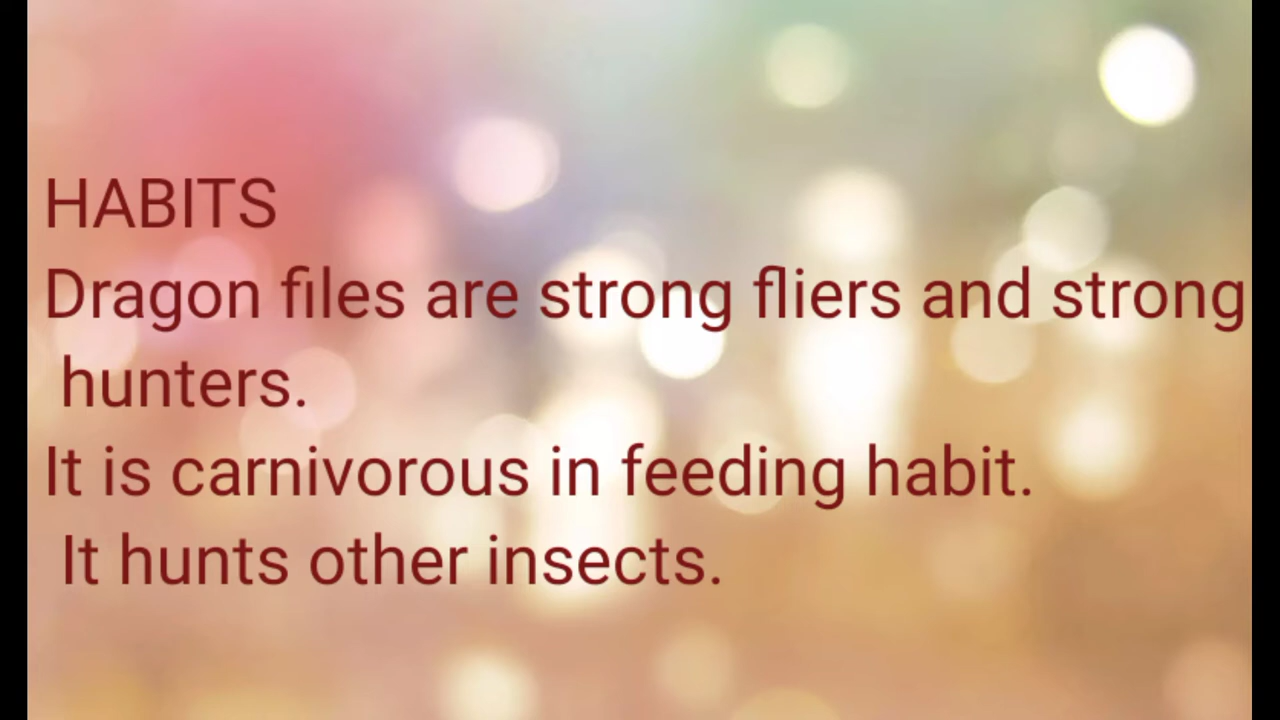 HABITS
Dragon files are strong fliers and strong
hunters.
It is carnivorous in feeding habit.
It hunts other insects.